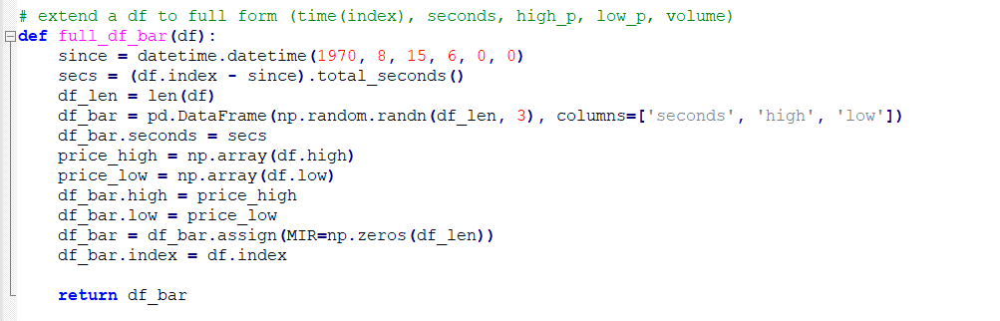 # extend a df to full form (time(index), seconds, high_p, low_p, volume)
def full_df_bar(df):
    since = datetime.datetime(1970, 8, 15, 6, 0, 0)
    secs = (df.index - since).total_seconds()
    df_len = len(df)
    df_bar = pd.DataFrame(np.random.randn(df_len, 3), columns=['seconds', 'high', 'low'])
    df_bar.seconds = secs
    price_high = np.array(df.high)
    price_low = np.array(df.low)
    df_bar.high = price_high
    df_bar.low = price_low
    df_bar = df_bar.assign(MIR=np.zeros(df_len))
    df_bar.index = df.index

    return df_bar